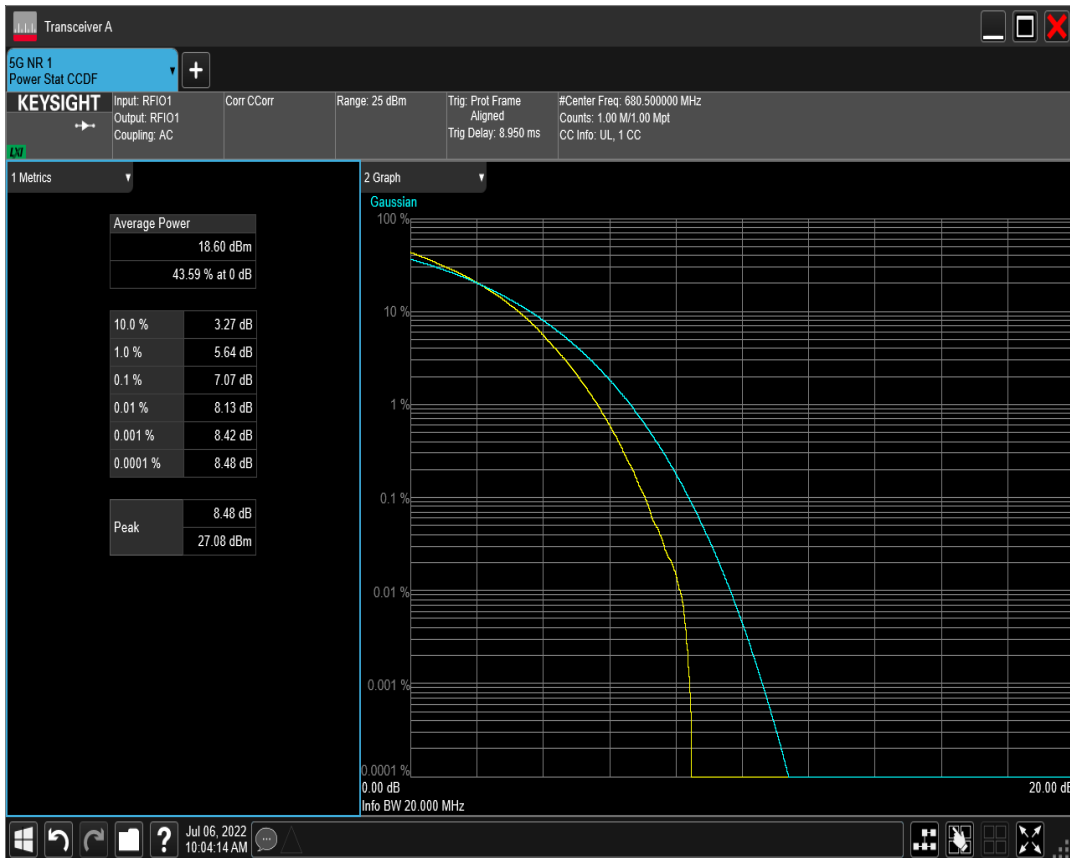 Transceiver A
5G NR 1
Power Stat CCDF
+
KEYSIGHT
LXI
Input: RFIO1
Output: RFIO1
Coupling: AC
Corr CCorr
Range: 25 dBm
Trig: Prot Frame
Aligned
Trig Delay: 8.950 ms
#Center Freq: 680.500000 MHz
Counts: 1.00 M/1.00 Mpt
CC Info: UL, 1 CC
1 Metrics
Average Power
18.60 dBm
43.59 % at 0 dB
10.0 % 3.27 dB
1.0 % 5.64 dB
0.1 % 7.07 dB
0.01 % 8.13 dB
0.001 % 8.42 dB
0.0001 % 8.48 dB
Peak 8.48 dB
27.08 dBm
2 Graph
Gaussian
100 %
10 %
1 %
0.1 %
0.01 %
0.001 %
0.0001 %
0.00 dB 20.00 dB
Info BW 20.000 MHz
?
Jul 06, 2022
10:04:14 AM